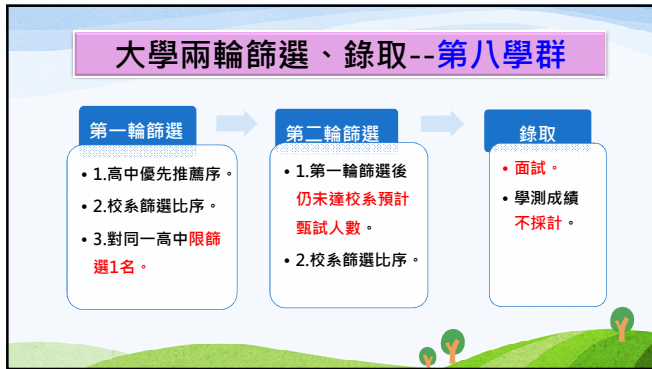 大學兩輪篩選、錄取--第八學群
第一輪篩選
• 1.高中優先推薦序。
• 2.校系篩選比序。
• 3.對同一高中限篩
選1名。
第二輪篩選
• 1.第一輪篩選後
仍未達校系預計
甄試人數。
• 2.校系篩選比序。
錄取
• 面試。
• 學測成績
不採計。